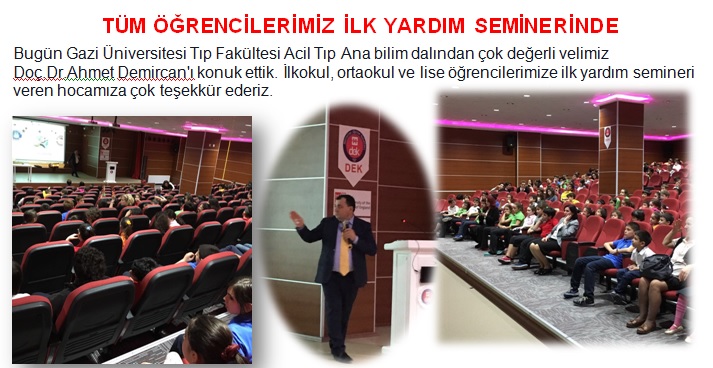 TÜM ÖĞRENCİLERİMİZ İLK YARDIM SEMİNERİNDE
Bugün Gazi Üniversitesi Tıp Fakültesi Acil Tıp Ana bilim dalından çok değerli velimiz
Doç.Dr.Ahmet Demircan'ı konuk ettik. İlkokul, ortaokul ve lise öğrencilerimize ilk yardım semineri
veren hocamıza çok teşekkür ederiz.
dek
DEK